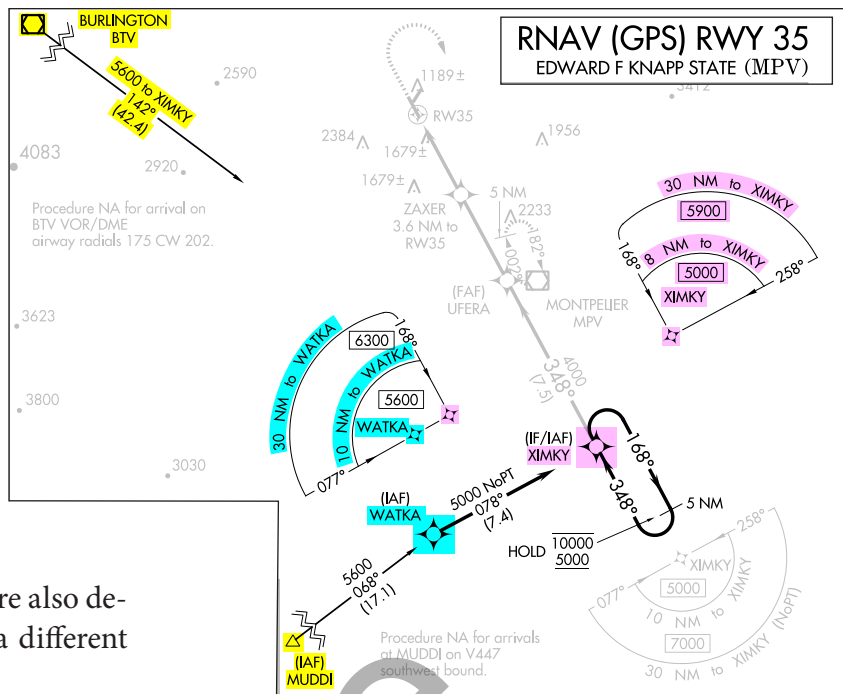 RNAV (GPS) RWY 35
EDWARD F KNAPP STATE (MPV)
BURLINGTON
BTV
5600 to XIMKY
142°
(42.4)
2590
1189±
RW35
3412
2384
1679±
1956
4083
2920
1679±
ZAXER
3.6 NM to
RW35
5 NM
2233
002°
182°
Procedure NA for arrival on
BTV VOR/DME
airway radials 175 CW 202.
30 NM to XIMKY
5900
8 NM to XIMKY
5000
XIMKY
168°
258°
(FAF)
UFERA
MONTPELIER
MPV
3623
30 NM to WATKA
6300
168°
10 NM to WATKA
5600
WATKA
077°
4000
348°
(7.5)
3800
3030
(IF/IAF)
XIMKY
168°
348°
5 NM
5000 NoPT
078°
(7.4)
(IAF)
WATKA
HOLD
10000
5000
258°
XIMKY
077°
5000
10 NM to XIMKY
7000
30 NM to XIMKY (NoPT)
5600
068°
(17.1)
re also de-
a different
(IAF)
MUDDI
Procedure NA for arrivals
at MUDDI on V447
southwest bound.